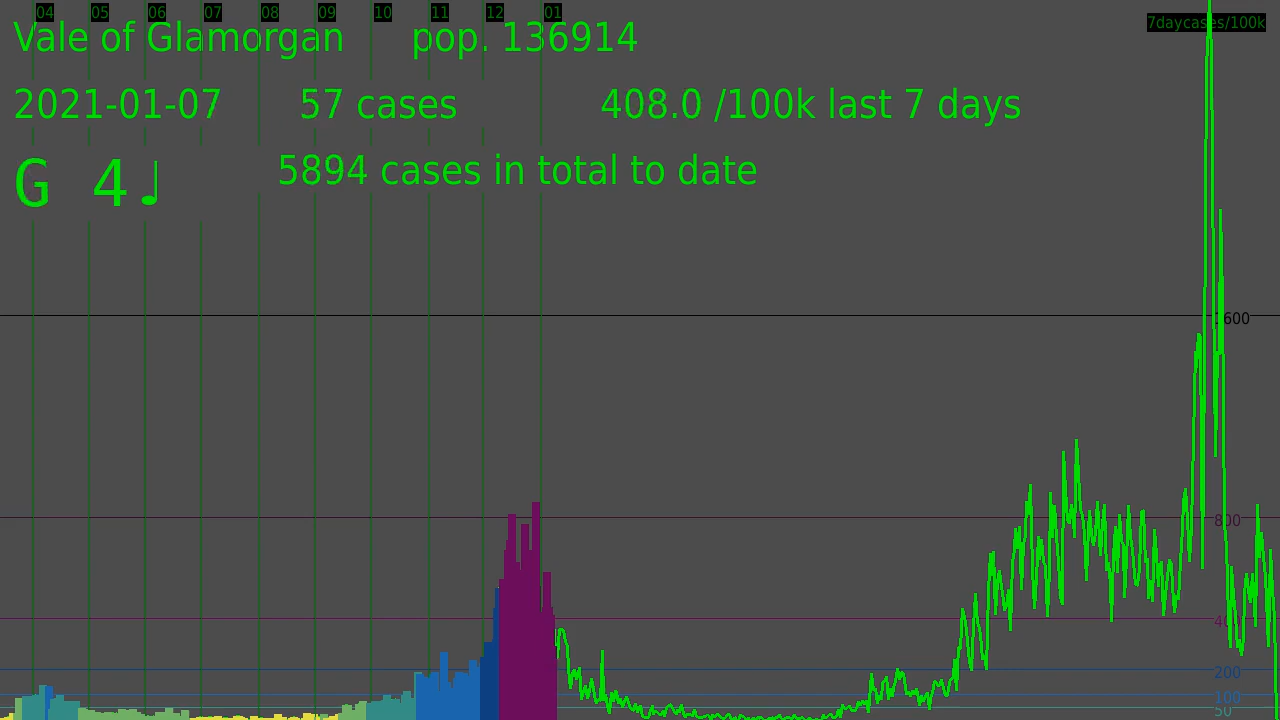 04 05 06 07 08 09 10 11 12 01
7daycases/100k
Vale of Glamorgan pop. 136914
2021-01-07 57 cases 408.0 /100k last 7 days
G 4♩ 5894 cases in total to date
1600
800
400
200
100
50